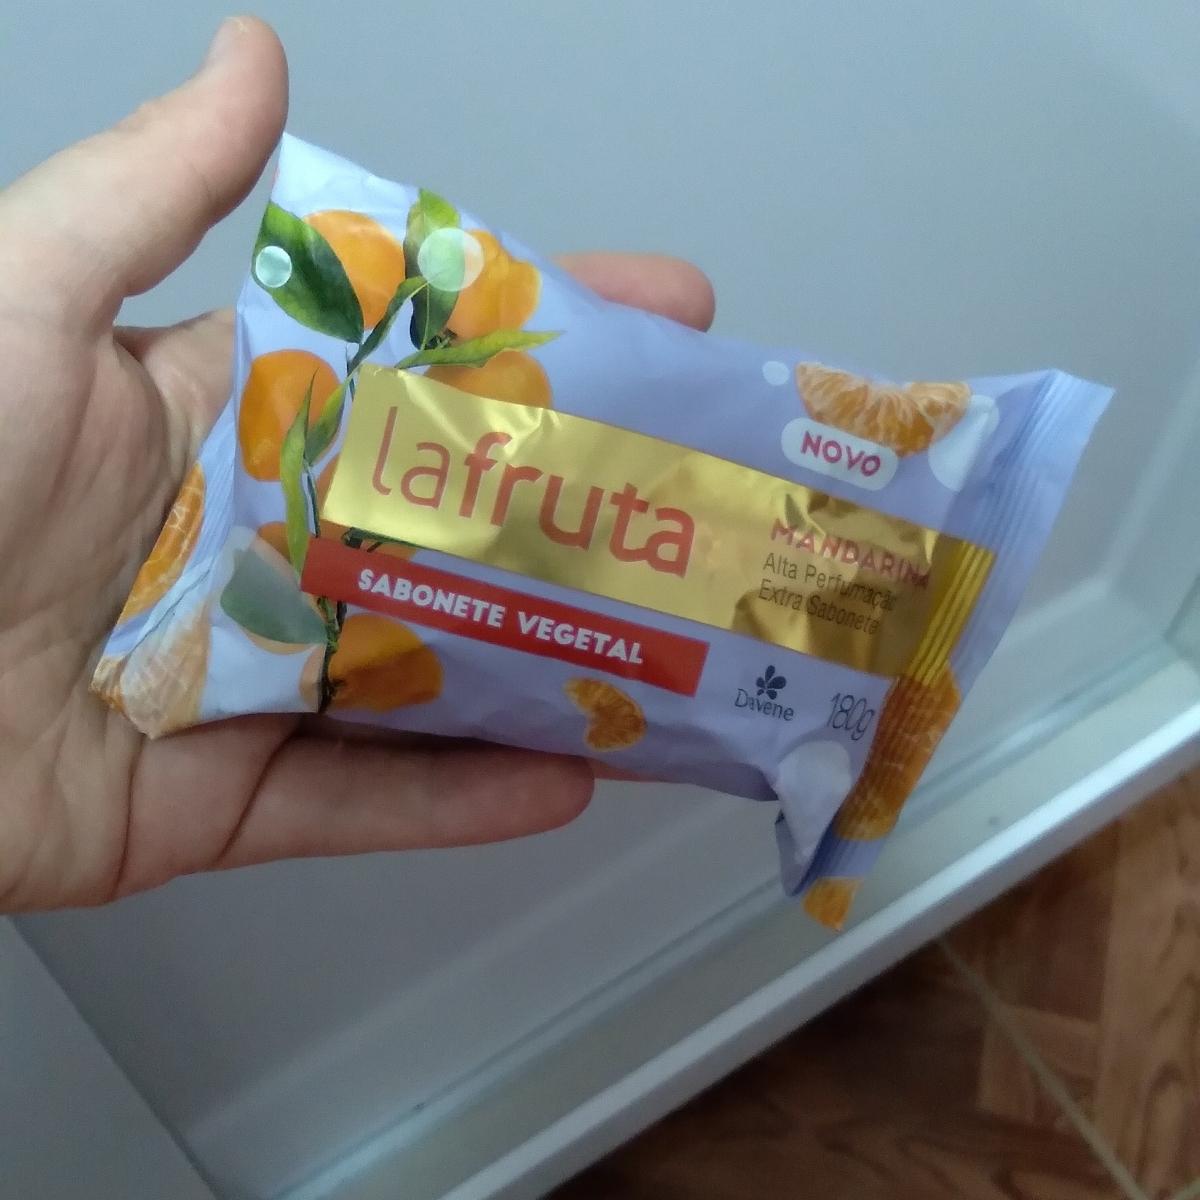 lafruta
NOVO
MANDARINA
Alta Perfumação
Extra Sabonete
SABONETE VEGETAL
Davene
180g